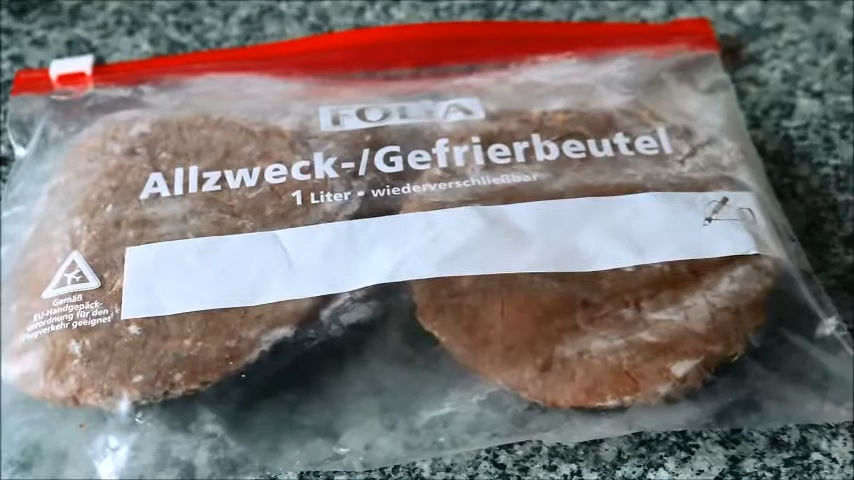 FOLIA
Allzweck-/Gefrierbeutel
1 Liter • wiederverschließbar
Gemäß
EU-Handgepäck-
verordnung für den
Flugverkehr geeignet